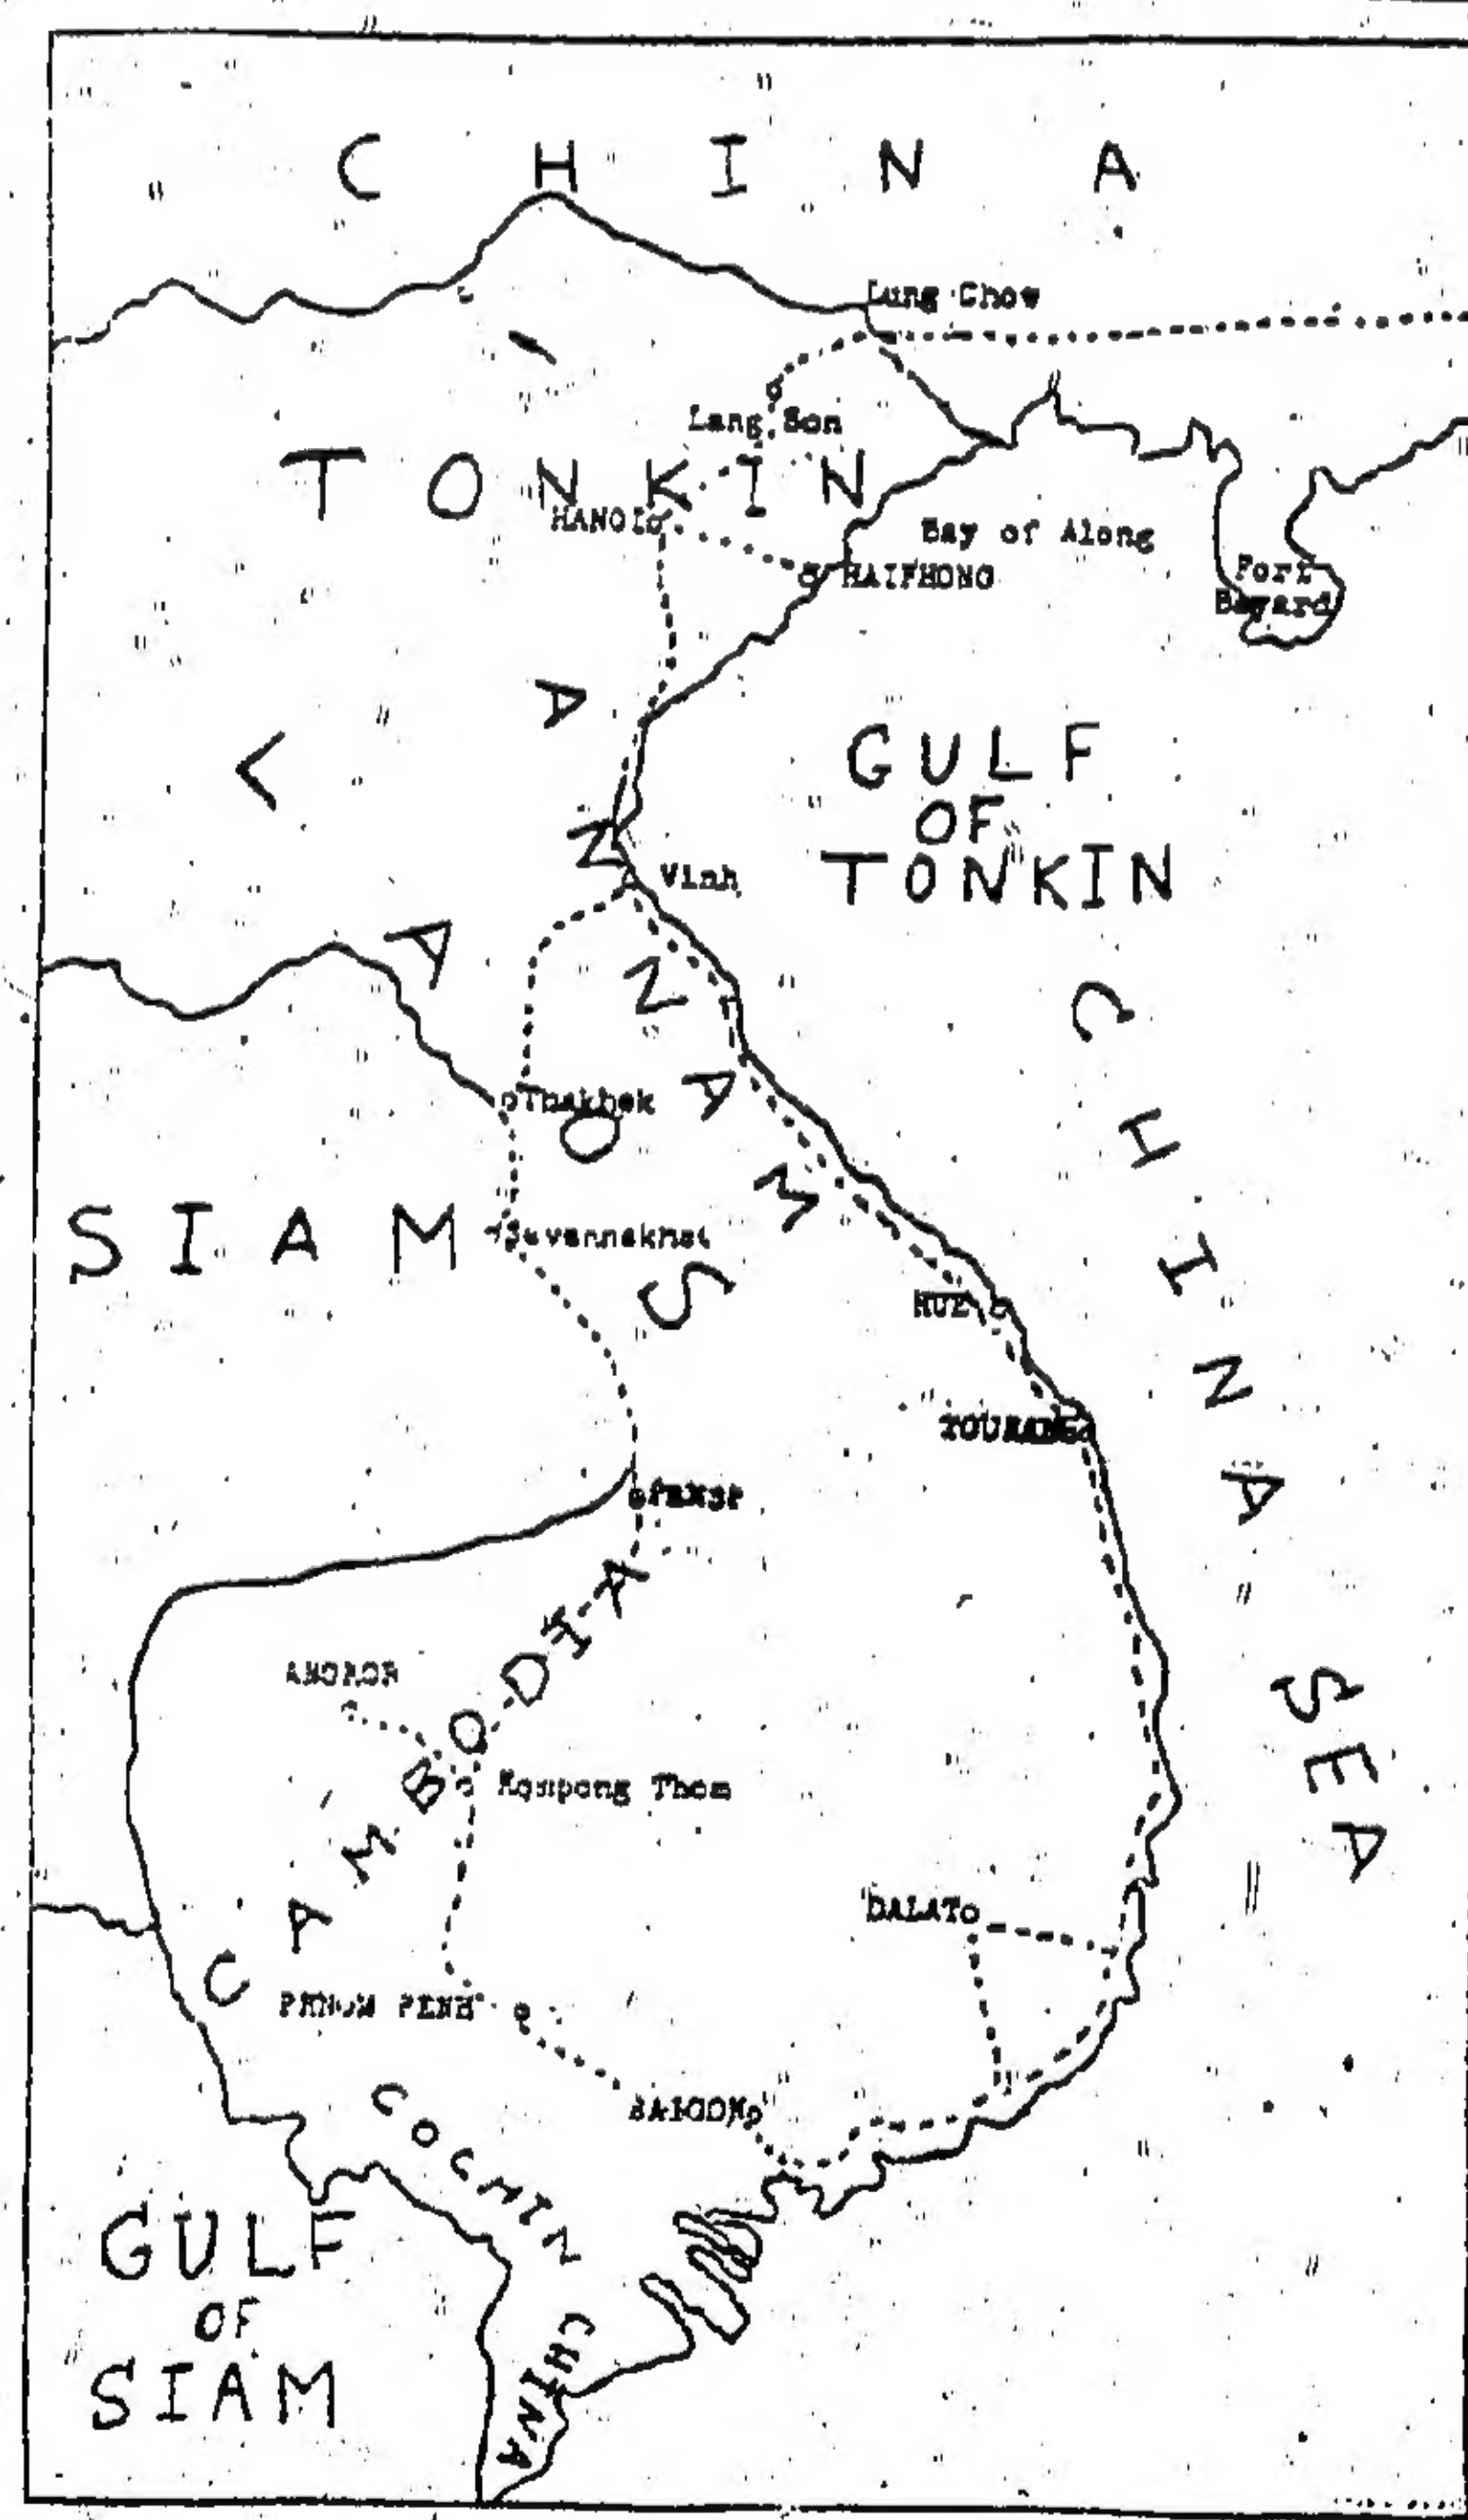 CHINA
Lung Chow
Lang Son
TONKIN
HANOI
Bay of Along
HAIPHONG
Fort
Bayard
GULF
OF
TONKIN
ANNAM
Vinh
LAOS
Thakhek
SIAM
Savannakhet
CHINA SEA
HUE
TOURANE
PAKSE
CAMBODIA
ANGKOR
Kompong Thom
DALAT
PHNOM PENH
SAIGON
COCHIN
CHINA
GULF
OF
SIAM